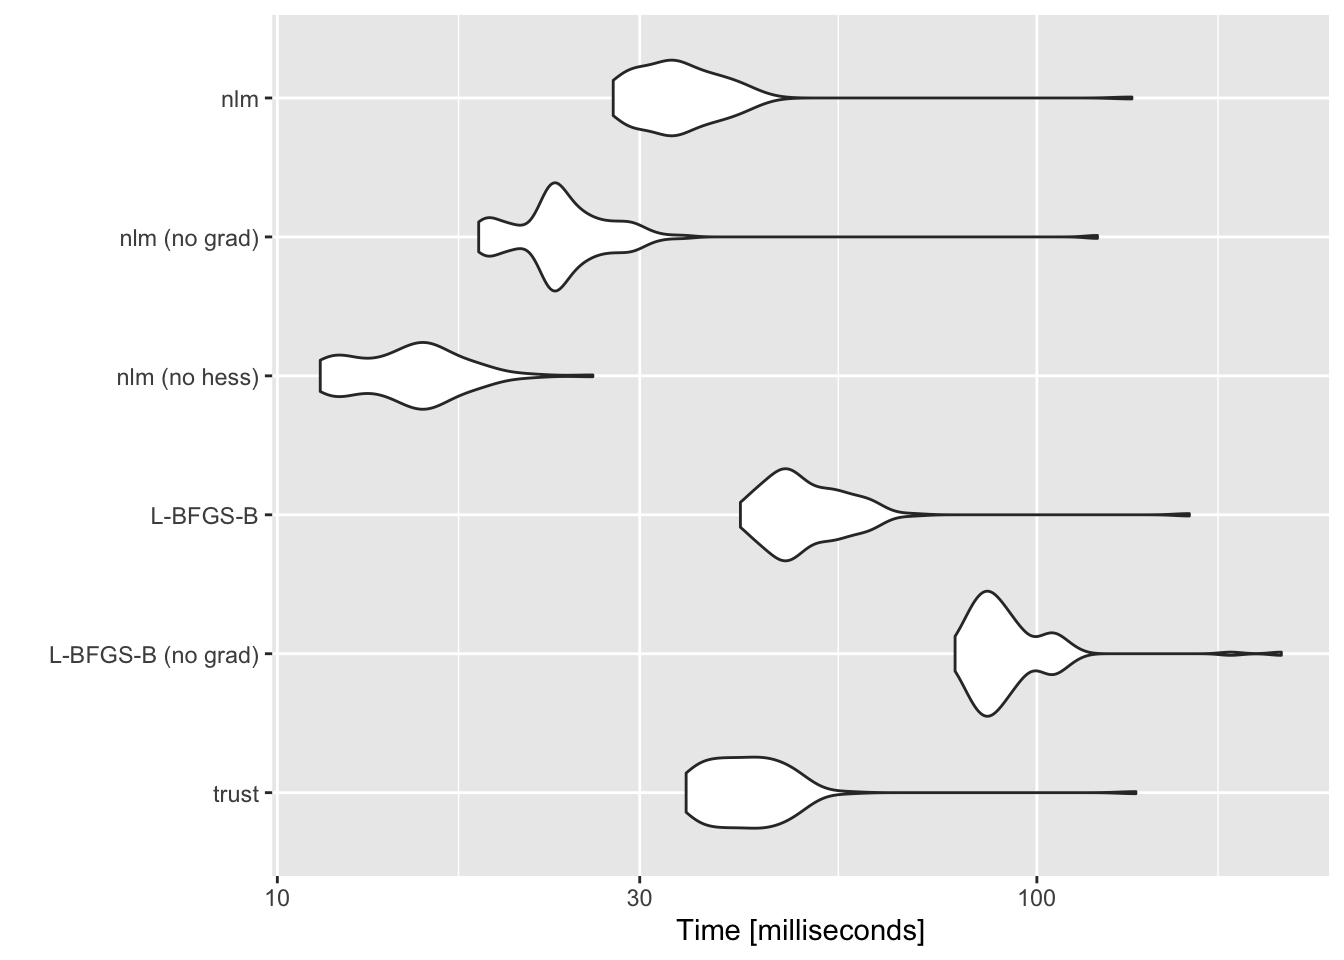 nlm
nlm (no grad)
nlm (no hess)
L-BFGS-B
L-BFGS-B (no grad)
trust
10 30 100
Time [milliseconds]